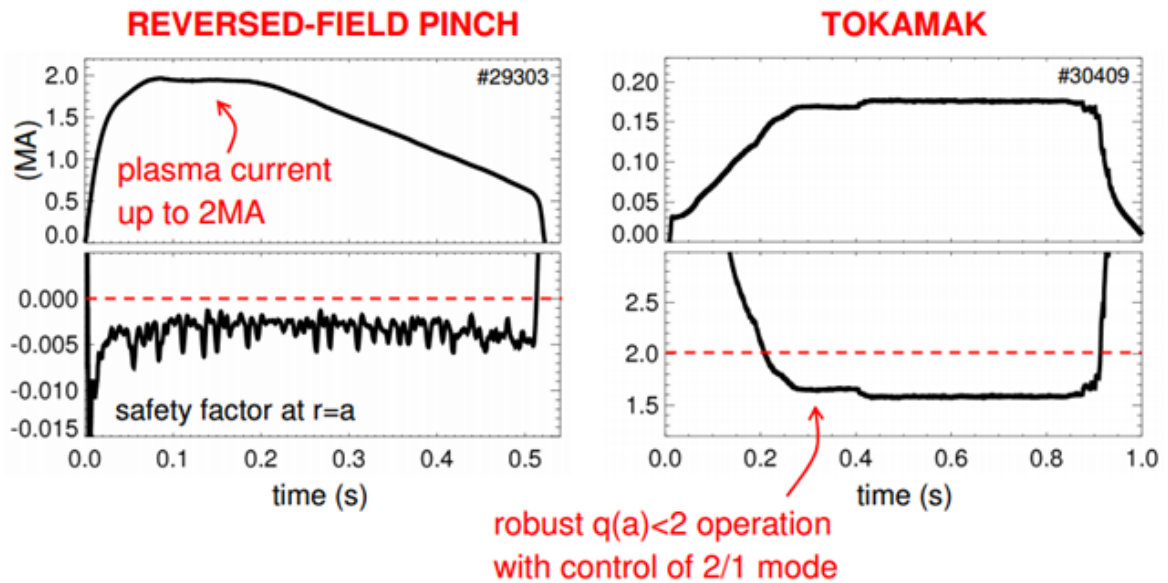 REVERSED-FIELD PINCH
TOKAMAK
(MA)
2.0
1.5
1.0
0.5
0.0
#29303
plasma current
up to 2MA
0.20
0.15
0.10
0.05
0.00
#30409
0.000
-0.005
-0.010
-0.015
safety factor at r=a
2.5
2.0
1.5
0.0 0.1 0.2 0.3 0.4 0.5
time (s)
0.0 0.2 0.4 0.6 0.8 1.0
time (s)
robust q(a)<2 operation
with control of 2/1 mode